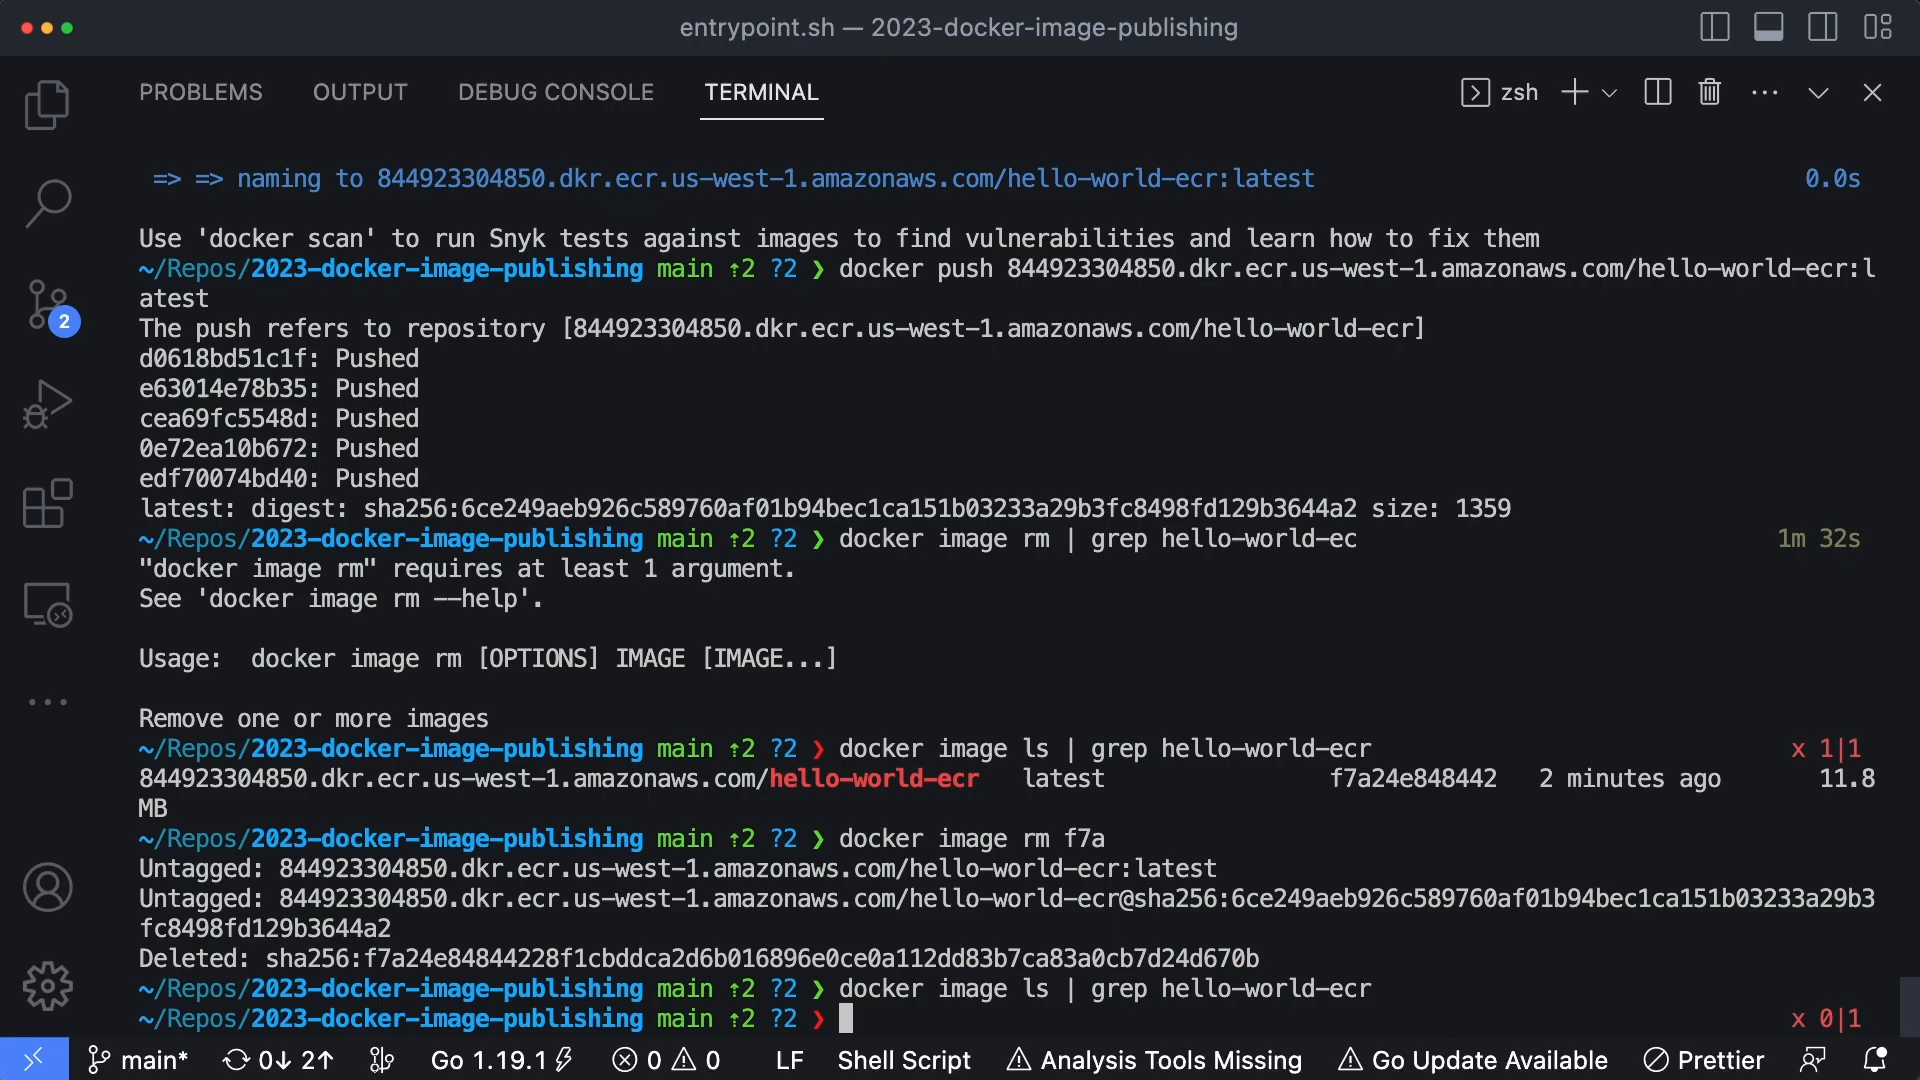 entrypoint.sh — 2023-docker-image-publishing
PROBLEMS OUTPUT DEBUG CONSOLE TERMINAL zsh
=> => naming to 844923304850.dkr.ecr.us-west-1.amazonaws.com/hello-world-ecr:latest 0.0s
Use 'docker scan' to run Snyk tests against images to find vulnerabilities and learn how to fix them
~/Repos/2023-docker-image-publishing main ⇡2 ?2 ❯ docker push 844923304850.dkr.ecr.us-west-1.amazonaws.com/hello-world-ecr:l
atest
The push refers to repository [844923304850.dkr.ecr.us-west-1.amazonaws.com/hello-world-ecr]
d0618bd51c1f: Pushed
e63014e78b35: Pushed
cea69fc5548d: Pushed
0e72ea10b672: Pushed
edf70074bd40: Pushed
latest: digest: sha256:6ce249aeb926c589760af01b94bec1ca151b03233a29b3fc8498fd129b3644a2 size: 1359
~/Repos/2023-docker-image-publishing main ⇡2 ?2 ❯ docker image rm | grep hello-world-ec 1m 32s
"docker image rm" requires at least 1 argument.
See 'docker image rm --help'.
Usage:  docker image rm [OPTIONS] IMAGE [IMAGE...]
Remove one or more images
~/Repos/2023-docker-image-publishing main ⇡2 ?2 ❯ docker image ls | grep hello-world-ecr x 1|1
844923304850.dkr.ecr.us-west-1.amazonaws.com/hello-world-ecr latest f7a24e848442 2 minutes ago 11.8
MB
~/Repos/2023-docker-image-publishing main ⇡2 ?2 ❯ docker image rm f7a
Untagged: 844923304850.dkr.ecr.us-west-1.amazonaws.com/hello-world-ecr:latest
Untagged: 844923304850.dkr.ecr.us-west-1.amazonaws.com/hello-world-ecr@sha256:6ce249aeb926c589760af01b94bec1ca151b03233a29b3
fc8498fd129b3644a2
Deleted: sha256:f7a24e84844228f1cbddca2d6b016896e0ce0a112dd83b7ca83a0cb7d24d670b
~/Repos/2023-docker-image-publishing main ⇡2 ?2 ❯ docker image ls | grep hello-world-ecr
~/Repos/2023-docker-image-publishing main ⇡2 ?2 ❯ x 0|1
2
main* 0↓ 2↑ Go 1.19.1 0 0 LF Shell Script Analysis Tools Missing Go Update Available Prettier